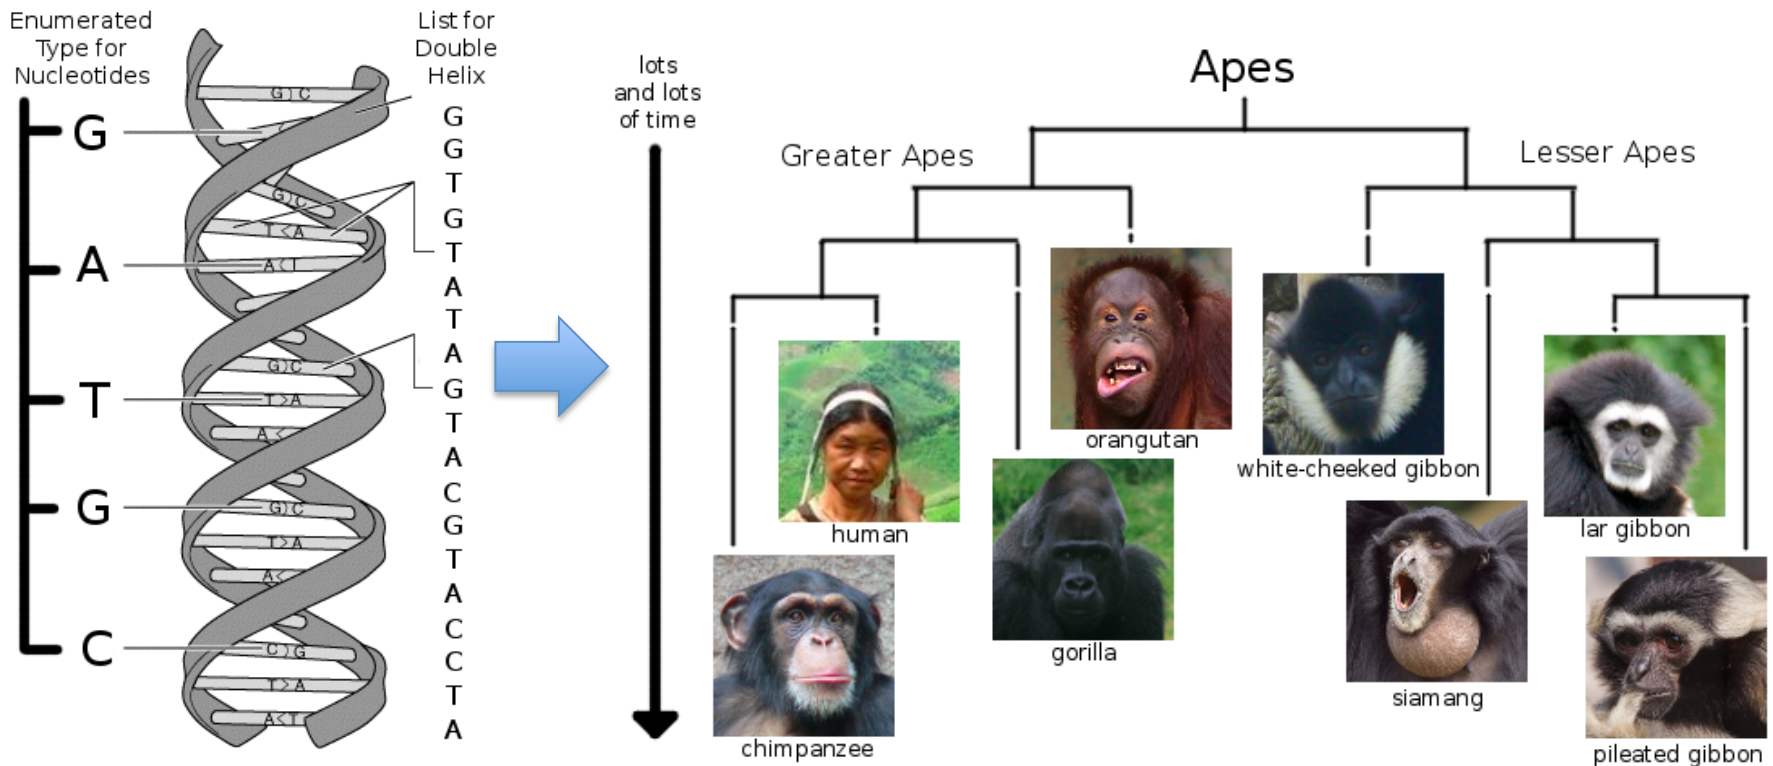 Enumerated
Type for
Nucleotides
G
A
T
G
C
G C
G C
T A
A T
G C
T A
A
G C
T A
A
C G
T A
A T
List for
Double
Helix
G
G
T
G
T
A
T
A
G
T
A
C
G
T
A
C
C
T
A
lots
and lots
of time
Apes
Greater Apes
Lesser Apes
orangutan
white-cheeked gibbon
human
lar gibbon
gorilla
siamang
chimpanzee
pileated gibbon